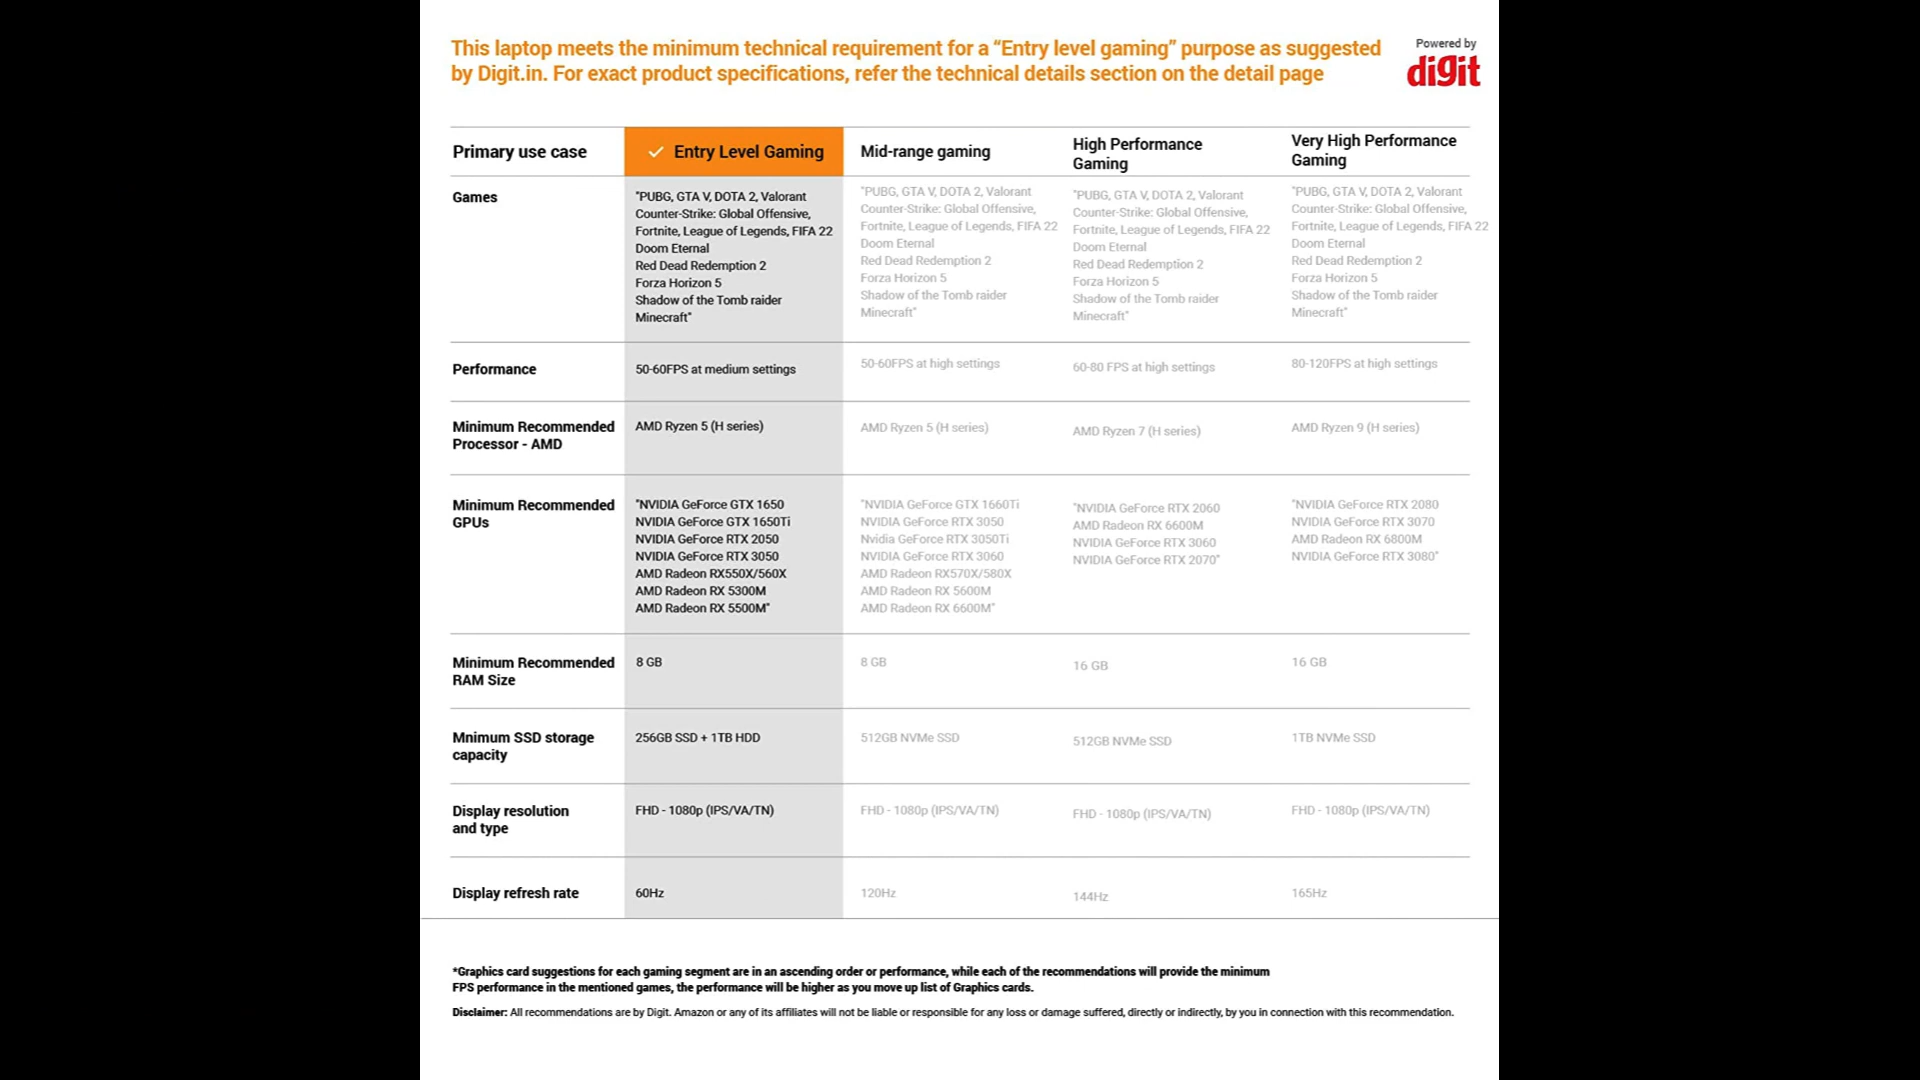 This laptop meets the minimum technical requirement for a “Entry level gaming” purpose as suggested
by Digit.in. For exact product specifications, refer the technical details section on the detail page
Powered by
digit
Primary use case
Entry Level Gaming
Mid-range gaming
High Performance
Gaming
Very High Performance
Gaming
Games
"PUBG, GTA V, DOTA 2, Valorant
Counter-Strike: Global Offensive,
Fortnite, League of Legends, FIFA 22
Doom Eternal
Red Dead Redemption 2
Forza Horizon 5
Shadow of the Tomb raider
Minecraft"
"PUBG, GTA V, DOTA 2, Valorant
Counter-Strike: Global Offensive,
Fortnite, League of Legends, FIFA 22
Doom Eternal
Red Dead Redemption 2
Forza Horizon 5
Shadow of the Tomb raider
Minecraft"
"PUBG, GTA V, DOTA 2, Valorant
Counter-Strike: Global Offensive,
Fortnite, League of Legends, FIFA 22
Doom Eternal
Red Dead Redemption 2
Forza Horizon 5
Shadow of the Tomb raider
Minecraft"
"PUBG, GTA V, DOTA 2, Valorant
Counter-Strike: Global Offensive,
Fortnite, League of Legends, FIFA 22
Doom Eternal
Red Dead Redemption 2
Forza Horizon 5
Shadow of the Tomb raider
Minecraft"
Performance
50-60FPS at medium settings
50-60FPS at high settings
60-80 FPS at high settings
80-120FPS at high settings
Minimum Recommended
Processor - AMD
AMD Ryzen 5 (H series)
AMD Ryzen 5 (H series)
AMD Ryzen 7 (H series)
AMD Ryzen 9 (H series)
Minimum Recommended
GPUs
"NVIDIA GeForce GTX 1650
NVIDIA GeForce GTX 1650Ti
NVIDIA GeForce RTX 2050
NVIDIA GeForce RTX 3050
AMD Radeon RX550X/560X
AMD Radeon RX 5300M
AMD Radeon RX 5500M"
"NVIDIA GeForce GTX 1660Ti
NVIDIA GeForce RTX 3050
Nvidia GeForce RTX 3050Ti
NVIDIA GeForce RTX 3060
AMD Radeon RX570X/580X
AMD Radeon RX 5600M
AMD Radeon RX 6600M"
"NVIDIA GeForce RTX 2060
AMD Radeon RX 6600M
NVIDIA GeForce RTX 3060
NVIDIA GeForce RTX 2070"
"NVIDIA GeForce RTX 2080
NVIDIA GeForce RTX 3070
AMD Radeon RX 6800M
NVIDIA GeForce RTX 3080"
Minimum Recommended
RAM Size
8 GB
8 GB
16 GB
16 GB
Mnimum SSD storage
capacity
256GB SSD + 1TB HDD
512GB NVMe SSD
512GB NVMe SSD
1TB NVMe SSD
Display resolution
and type
FHD - 1080p (IPS/VA/TN)
FHD - 1080p (IPS/VA/TN)
FHD - 1080p (IPS/VA/TN)
FHD - 1080p (IPS/VA/TN)
Display refresh rate
60Hz
120Hz
144Hz
165Hz
*Graphics card suggestions for each gaming segment are in an ascending order or performance, while each of the recommendations will provide the minimum
FPS performance in the mentioned games, the performance will be higher as you move up list of Graphics cards.
Disclaimer: All recommendations are by Digit. Amazon or any of its affiliates will not be liable or responsible for any loss or damage suffered, directly or indirectly, by you in connection with this recommendation.